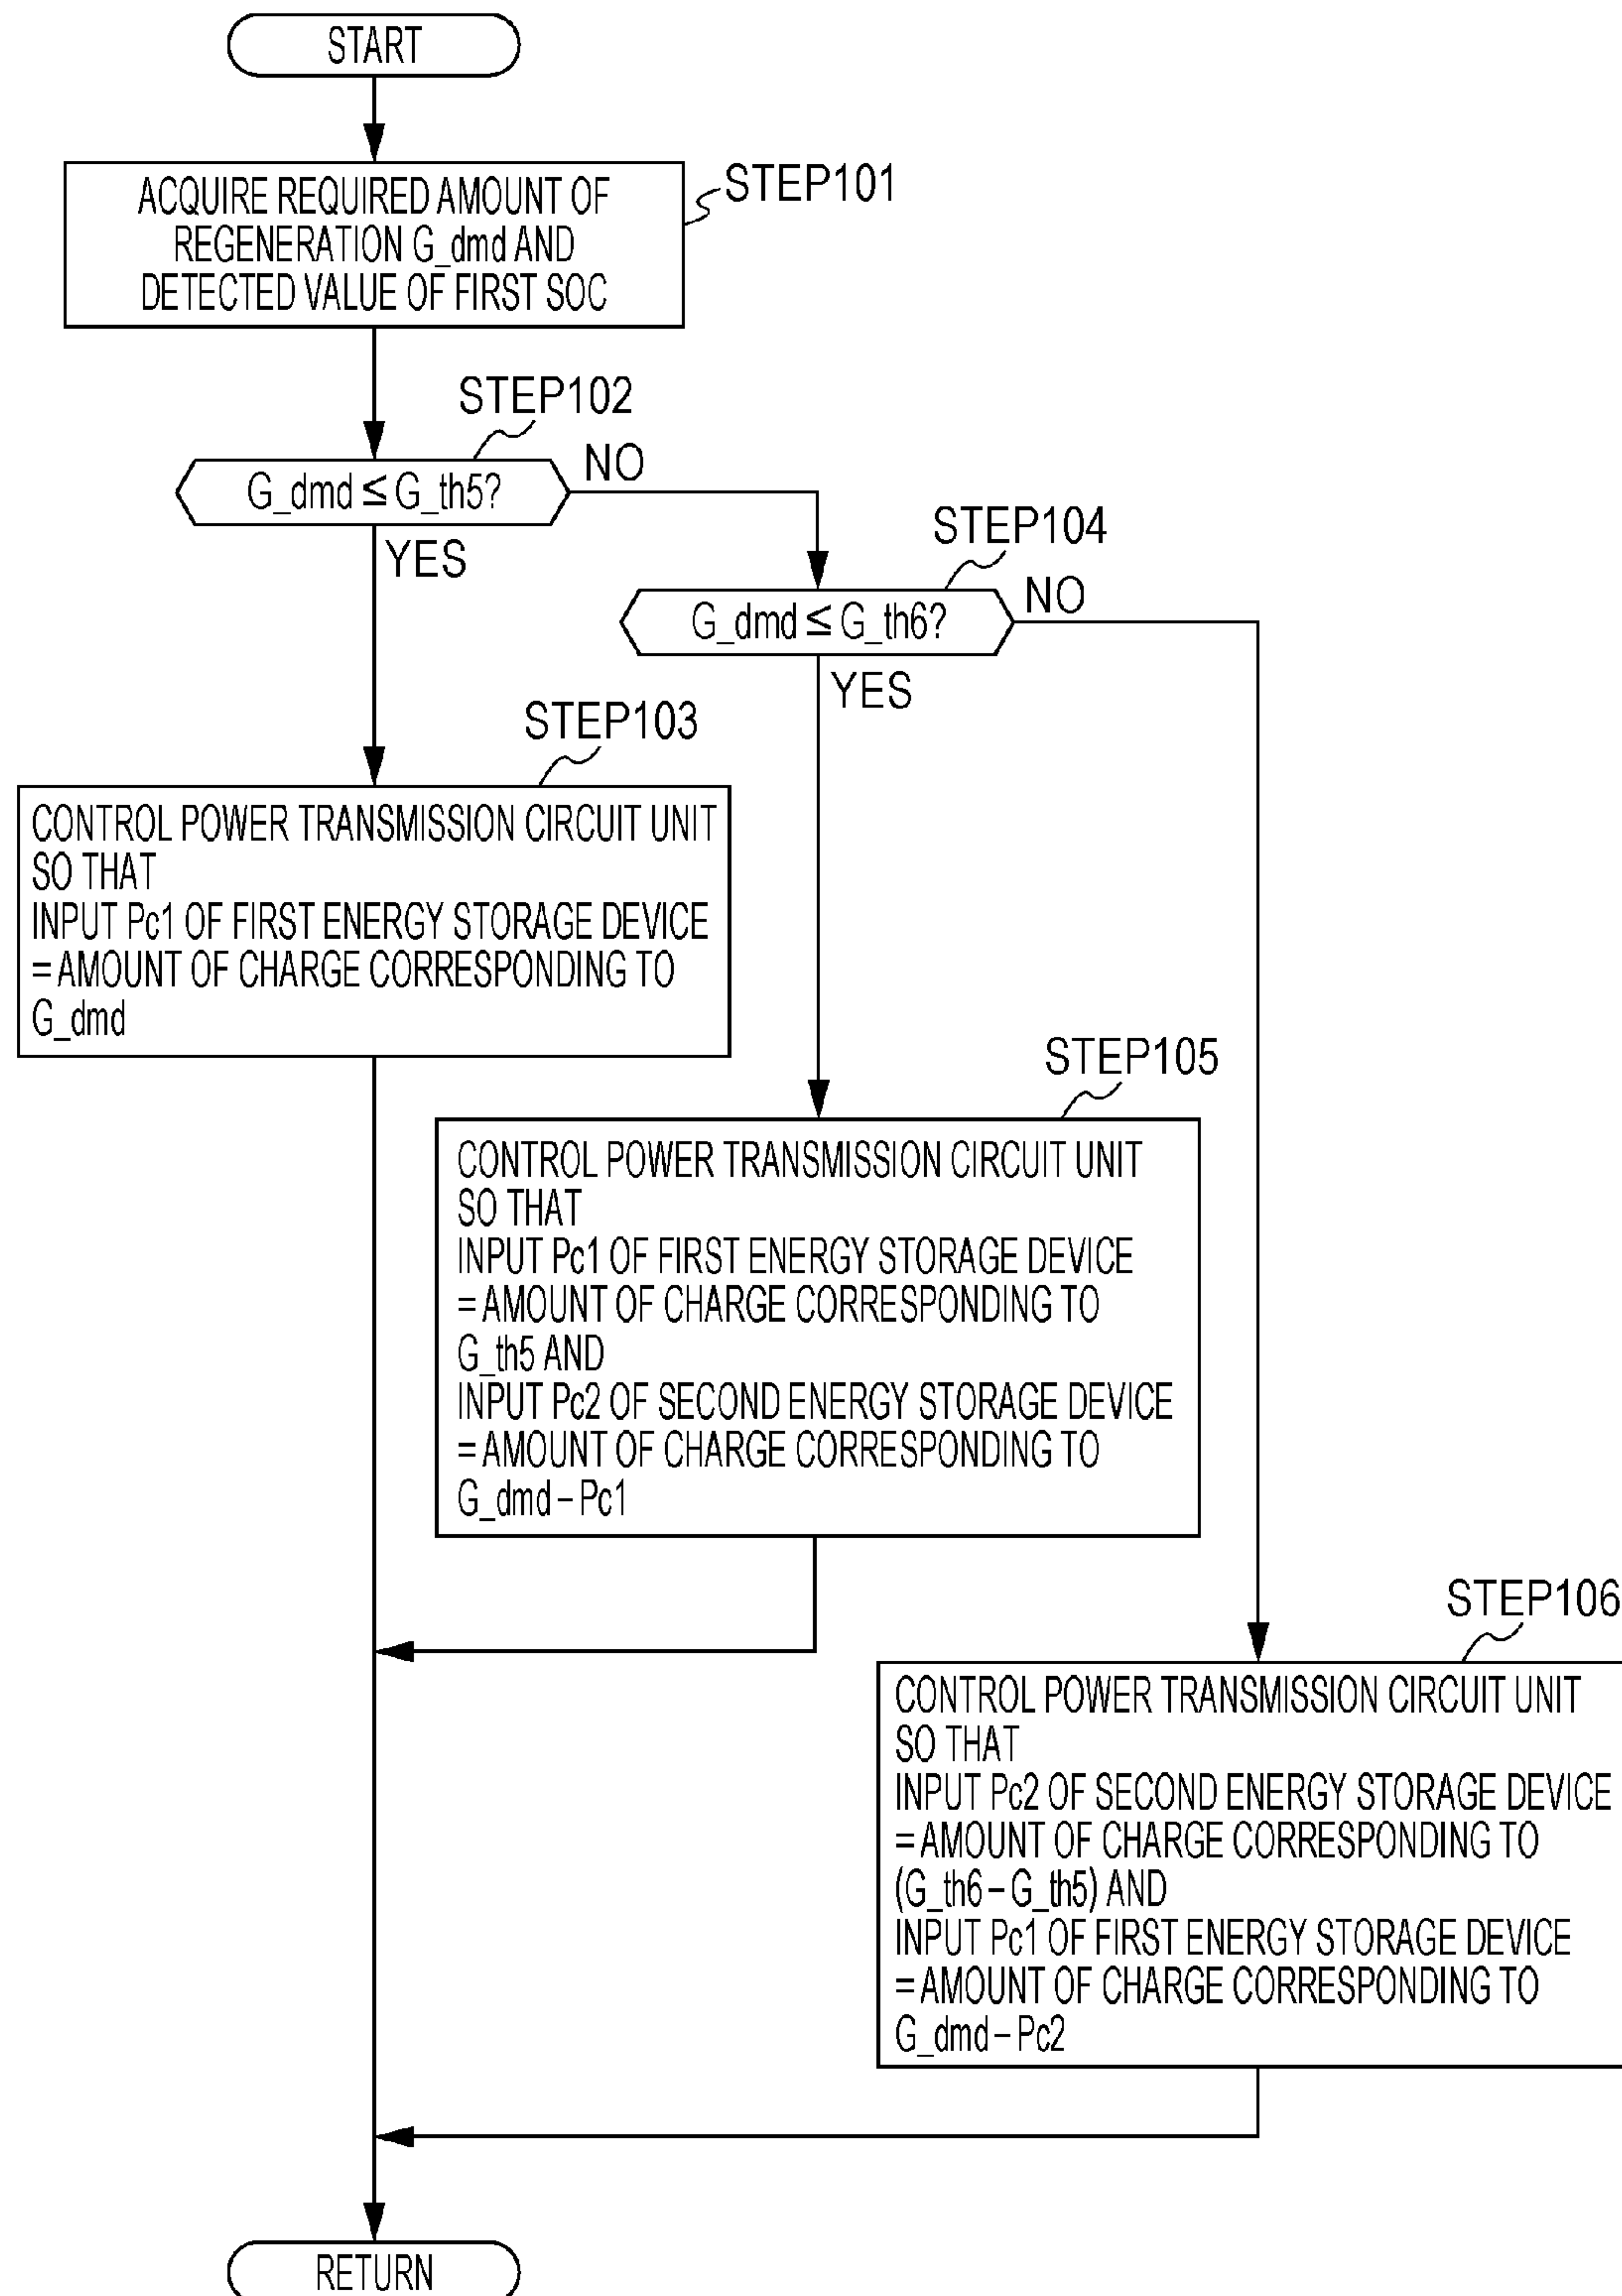 START
ACQUIRE REQUIRED AMOUNT OF
REGENERATION G_dmd AND
DETECTED VALUE OF FIRST SOC
STEP101
STEP102
G_dmd ≤ G_th5?
NO
YES
STEP104
G_dmd ≤ G_th6?
NO
YES
STEP103
CONTROL POWER TRANSMISSION CIRCUIT UNIT
SO THAT
INPUT Pc1 OF FIRST ENERGY STORAGE DEVICE
= AMOUNT OF CHARGE CORRESPONDING TO
G_dmd
STEP105
CONTROL POWER TRANSMISSION CIRCUIT UNIT
SO THAT
INPUT Pc1 OF FIRST ENERGY STORAGE DEVICE
= AMOUNT OF CHARGE CORRESPONDING TO
G_th5 AND
INPUT Pc2 OF SECOND ENERGY STORAGE DEVICE
= AMOUNT OF CHARGE CORRESPONDING TO
G_dmd – Pc1
STEP106
CONTROL POWER TRANSMISSION CIRCUIT UNIT
SO THAT
INPUT Pc2 OF SECOND ENERGY STORAGE DEVICE
= AMOUNT OF CHARGE CORRESPONDING TO
(G_th6 – G_th5) AND
INPUT Pc1 OF FIRST ENERGY STORAGE DEVICE
= AMOUNT OF CHARGE CORRESPONDING TO
G_dmd – Pc2
RETURN